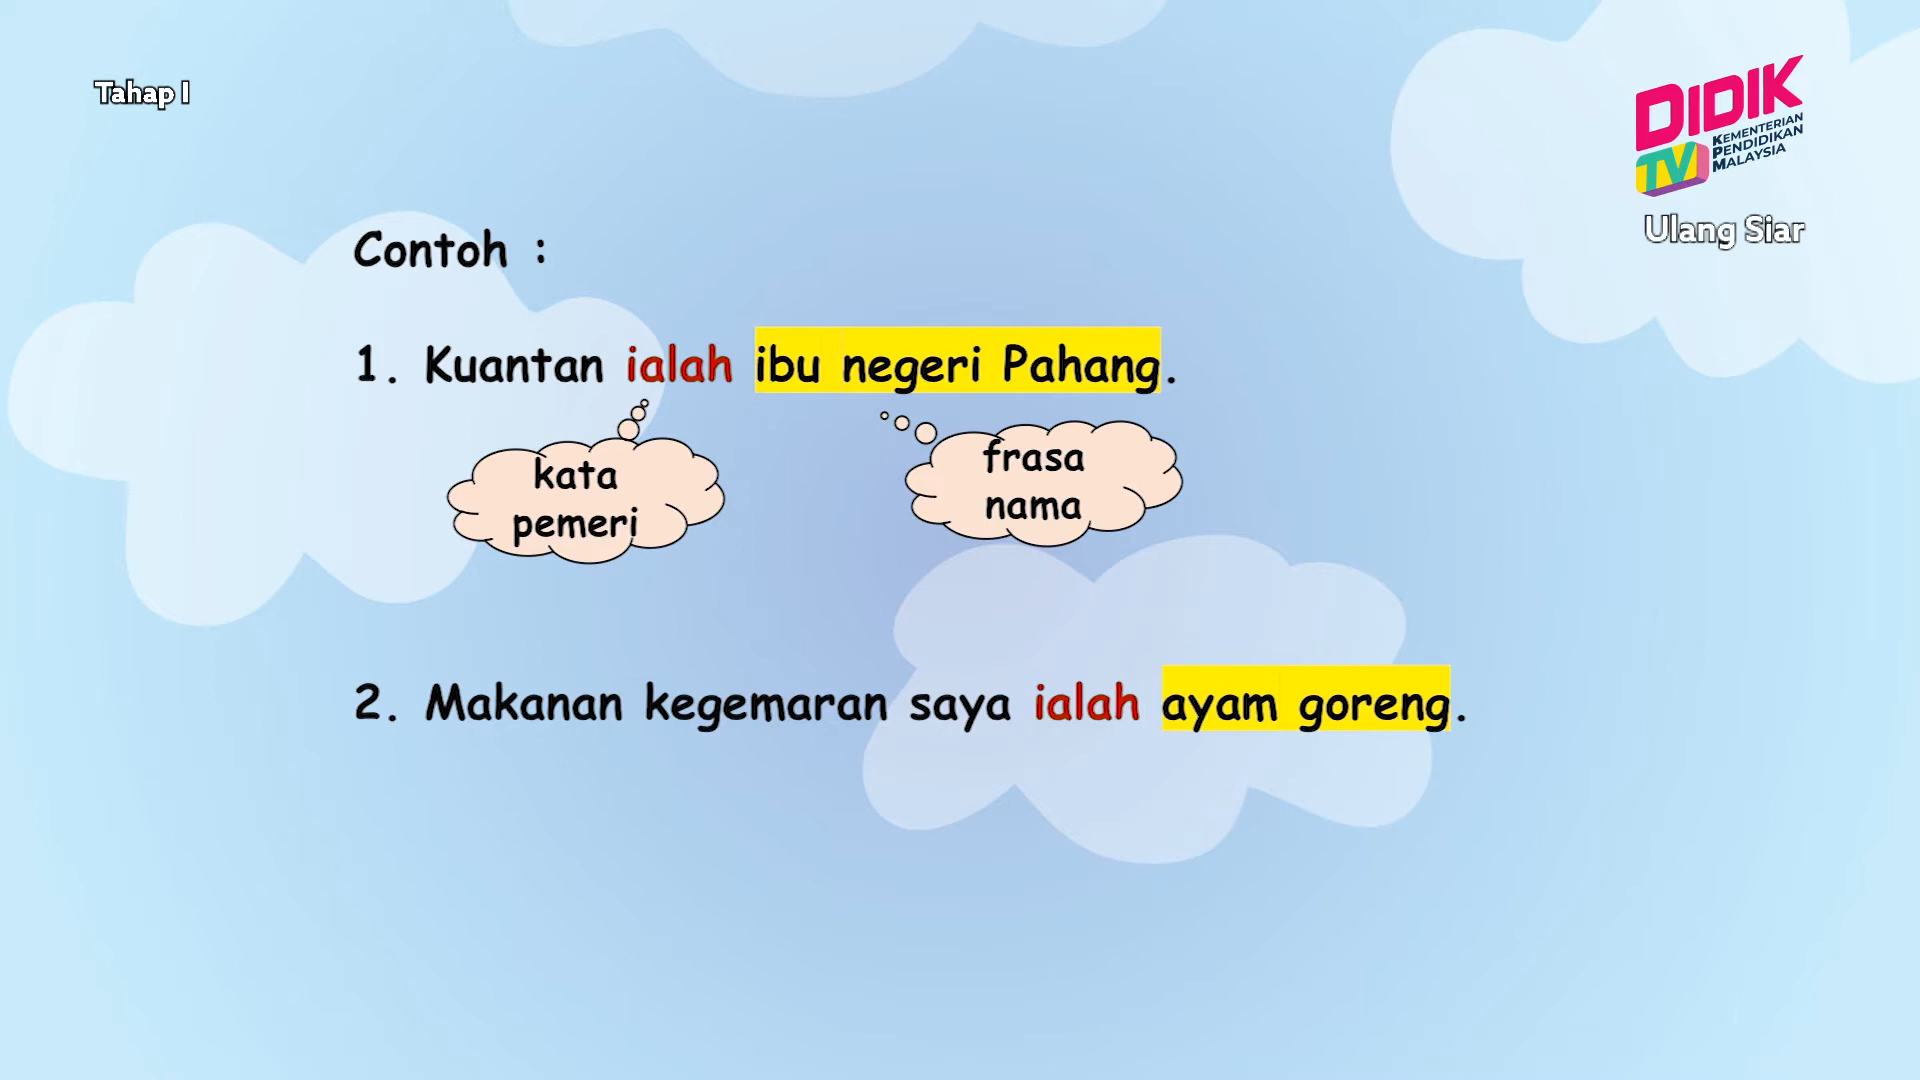 Tahap 1
DIDIK
TV
KEMENTERIAN
PENDIDIKAN
MALAYSIA
Ulang Siar
Contoh :
1. Kuantan ialah ibu negeri Pahang.
kata
pemeri
frasa
nama
2. Makanan kegemaran saya ialah ayam goreng.